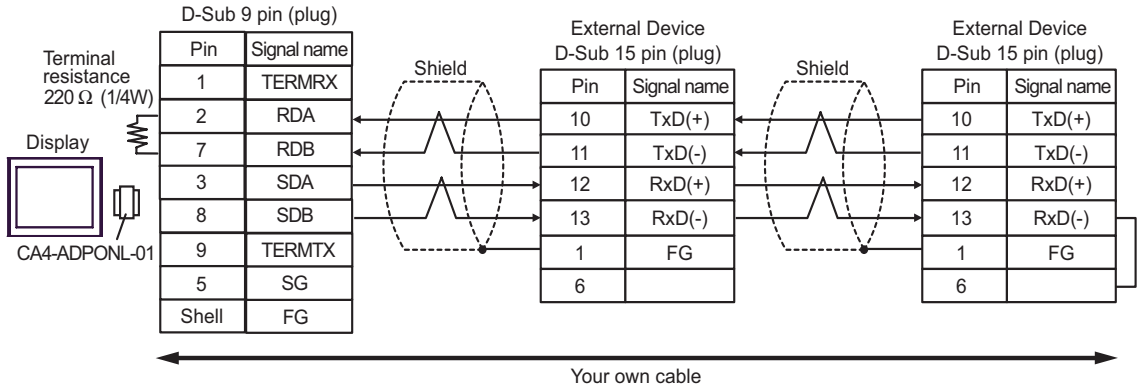 D-Sub 9 pin (plug)
Pin Signal name
1 TERMRX
2 RDA
7 RDB
3 SDA
8 SDB
9 TERMTX
5 SG
Shell FG
Terminal
resistance
220 Ω (1/4W)
Display
CA4-ADPONL-01
Shield
External Device
D-Sub 15 pin (plug)
Pin Signal name
10 TxD(+)
11 TxD(-)
12 RxD(+)
13 RxD(-)
1 FG
6
Shield
External Device
D-Sub 15 pin (plug)
Pin Signal name
10 TxD(+)
11 TxD(-)
12 RxD(+)
13 RxD(-)
1 FG
6
Your own cable